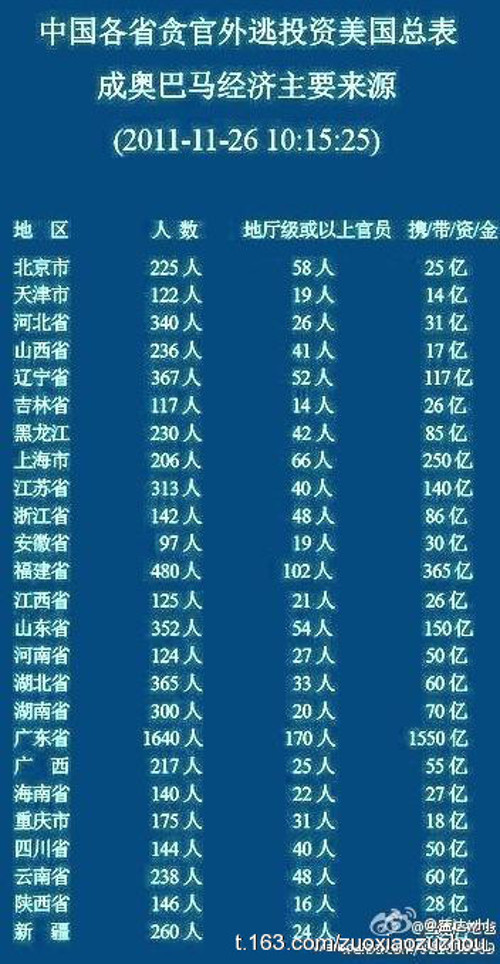 中国各省贪官外逃投资美国总表
成奥巴马经济主要来源
(2011-11-26 10:15:25)
地 区 人 数 地厅级或以上官员 携/带/资/金
北京市 225 人 58 人 25 亿
天津市 122 人 19 人 14 亿
河北省 340 人 26 人 31 亿
山西省 236 人 41 人 17 亿
辽宁省 367 人 52 人 117 亿
吉林省 117 人 14 人 26 亿
黑龙江 230 人 42 人 85 亿
上海市 206 人 66 人 250 亿
江苏省 313 人 40 人 140 亿
浙江省 142 人 48 人 86 亿
安徽省 97 人 19 人 30 亿
福建省 480 人 102 人 365 亿
江西省 125 人 21 人 26 亿
山东省 352 人 54 人 150 亿
河南省 124 人 27 人 50 亿
湖北省 365 人 33 人 60 亿
湖南省 300 人 20 人 70 亿
广东省 1640 人 170 人 1550 亿
广 西 217 人 25 人 55 亿
海南省 140 人 22 人 27 亿
重庆市 175 人 31 人 18 亿
四川省 144 人 40 人 50 亿
云南省 238 人 48 人 60 亿
陕西省 146 人 16 人 28 亿
新 疆 260 人 24 人
t.163.com/zuoxiaozuzhou